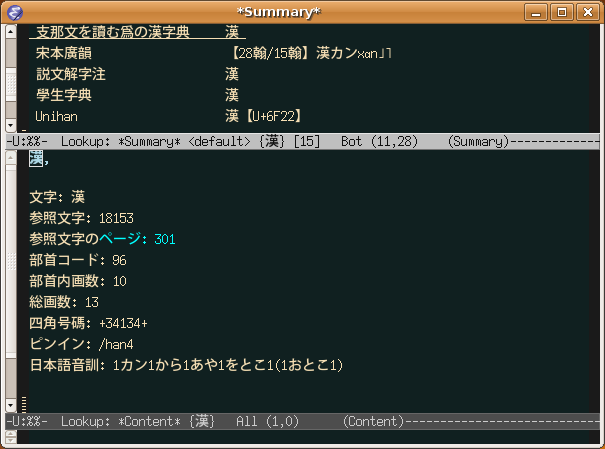 *Summary*
支那文を讀む爲の漢字典 漢
宋本廣韻 【28翰/15翰】漢カンxɑn˩˥
説文解字注 漢
學生字典 漢
Unihan 漢【U+6F22】
-U:%%- Lookup: *Summary* <default> {漢} [15] Bot (11,28) (Summary)------------
漢,
文字: 漢
参照文字: 18153
参照文字のページ: 301
部首コード: 96
部首内画数: 10
総画数: 13
四角号碼: +34134+
ピンイン: /han4
日本語音訓: 1カン1から1あや1をとこ1(1おとこ1)
-U:%%- Lookup: *Content* {漢} All (1,0) (Content)--------------------------